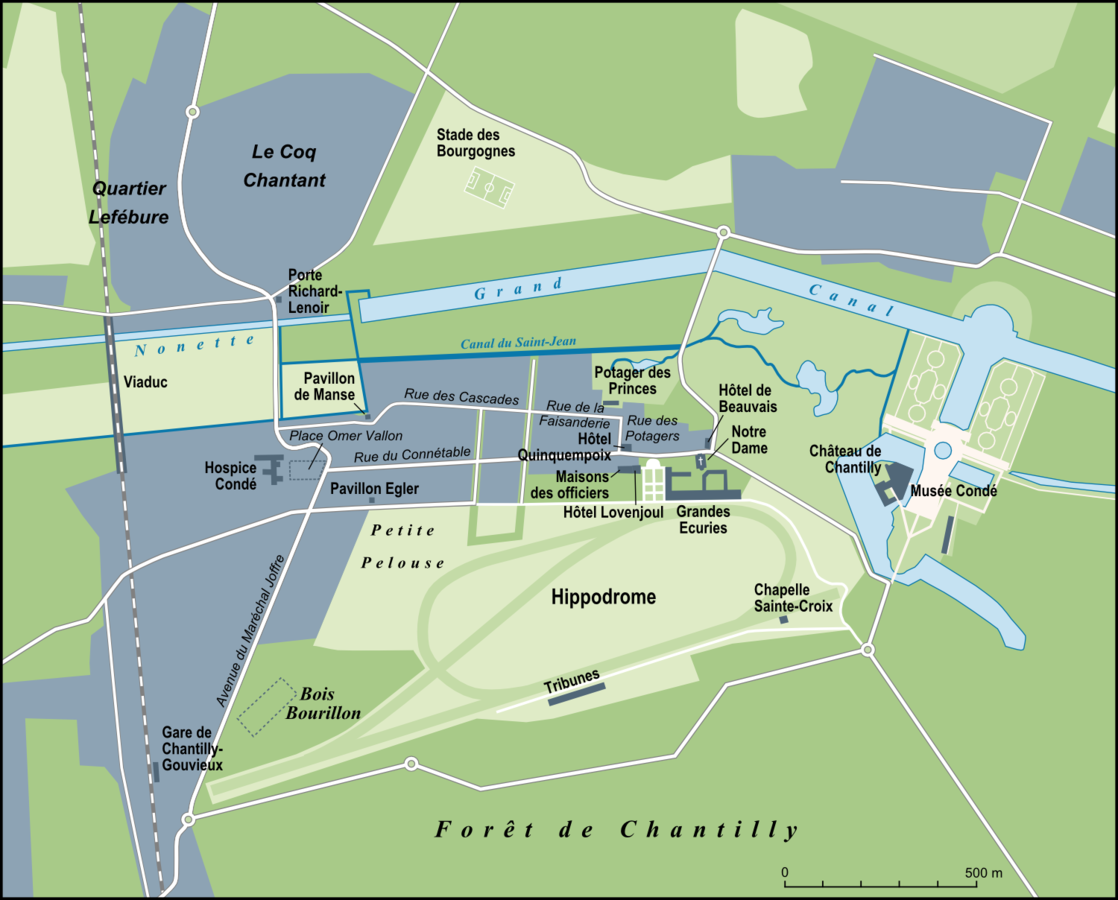 Stade des
Bourgognes
Le Coq
Chantant
Quartier
Lefébure
Porte
Richard-
Lenoir
Grand
Canal
Nonette
Canal du Saint-Jean
Viaduc
Pavillon
de Manse
Potager des
Princes
Hôtel de
Beauvais
Rue des Cascades
Rue de la
Faisanderie
Rue des
Potagers
Notre
Dame
Place Omer Vallon
Hôtel
Quinquempoix
Rue du Connétable
Château de
Chantilly
Hospice
Condé
Maisons
des officiers
Musée Condé
Pavillon Egler
Hôtel Lovenjoul
Grandes
Ecuries
Petite
Pelouse
Hippodrome
Chapelle
Sainte-Croix
Avenue du Maréchal Joffre
Tribunes
Bois
Bourillon
Gare de
Chantilly-
Gouvieux
Forêt de Chantilly
0 500 m